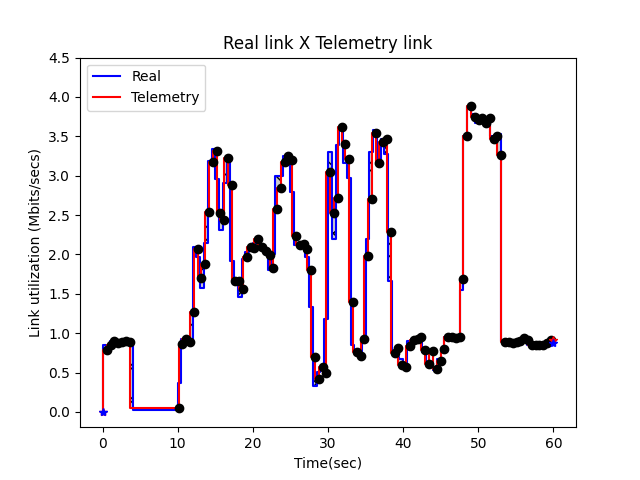 Real link X Telemetry link
Real
Telemetry
Link utilization (Mbits/secs)
4.5
4.0
3.5
3.0
2.5
2.0
1.5
1.0
0.5
0.0
0 10 20 30 40 50 60
Time(sec)